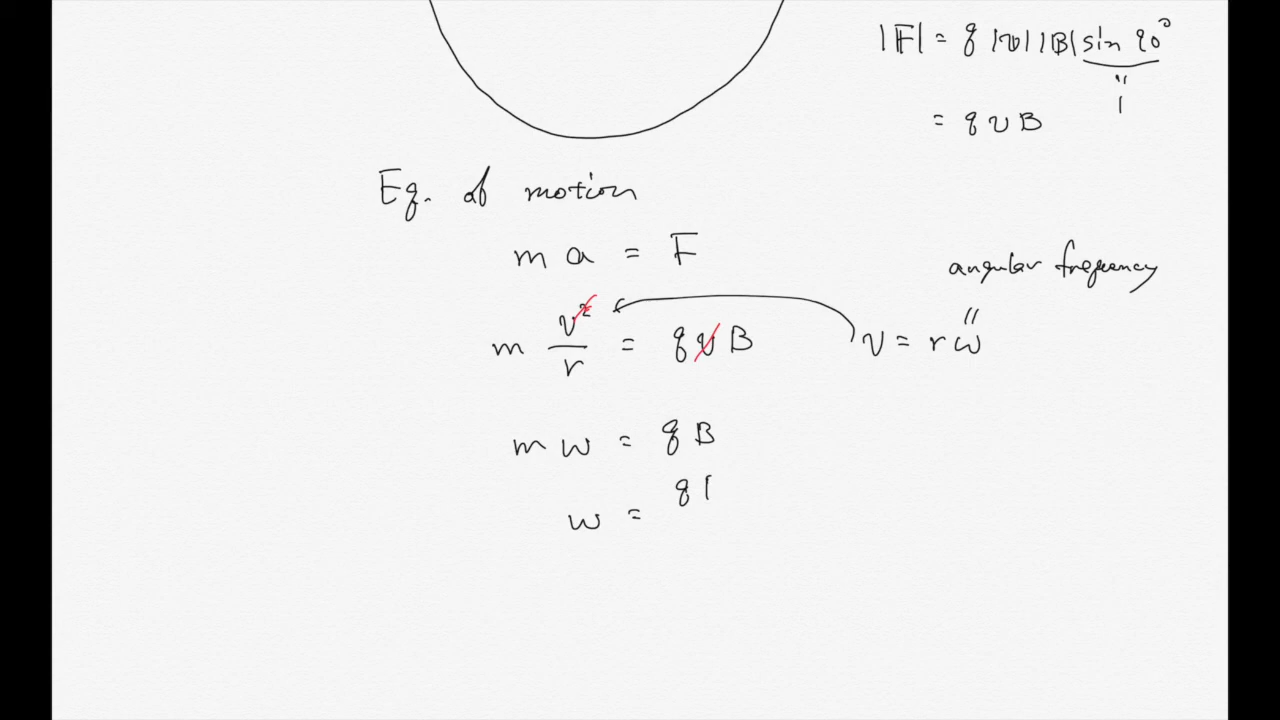 |F| = q |v| |B| sin 90°
"
1
= q v B
Eq. of motion
m a = F
angular frequency
"
m v²/r = q v B
v = r ω
m ω = q B
ω = q